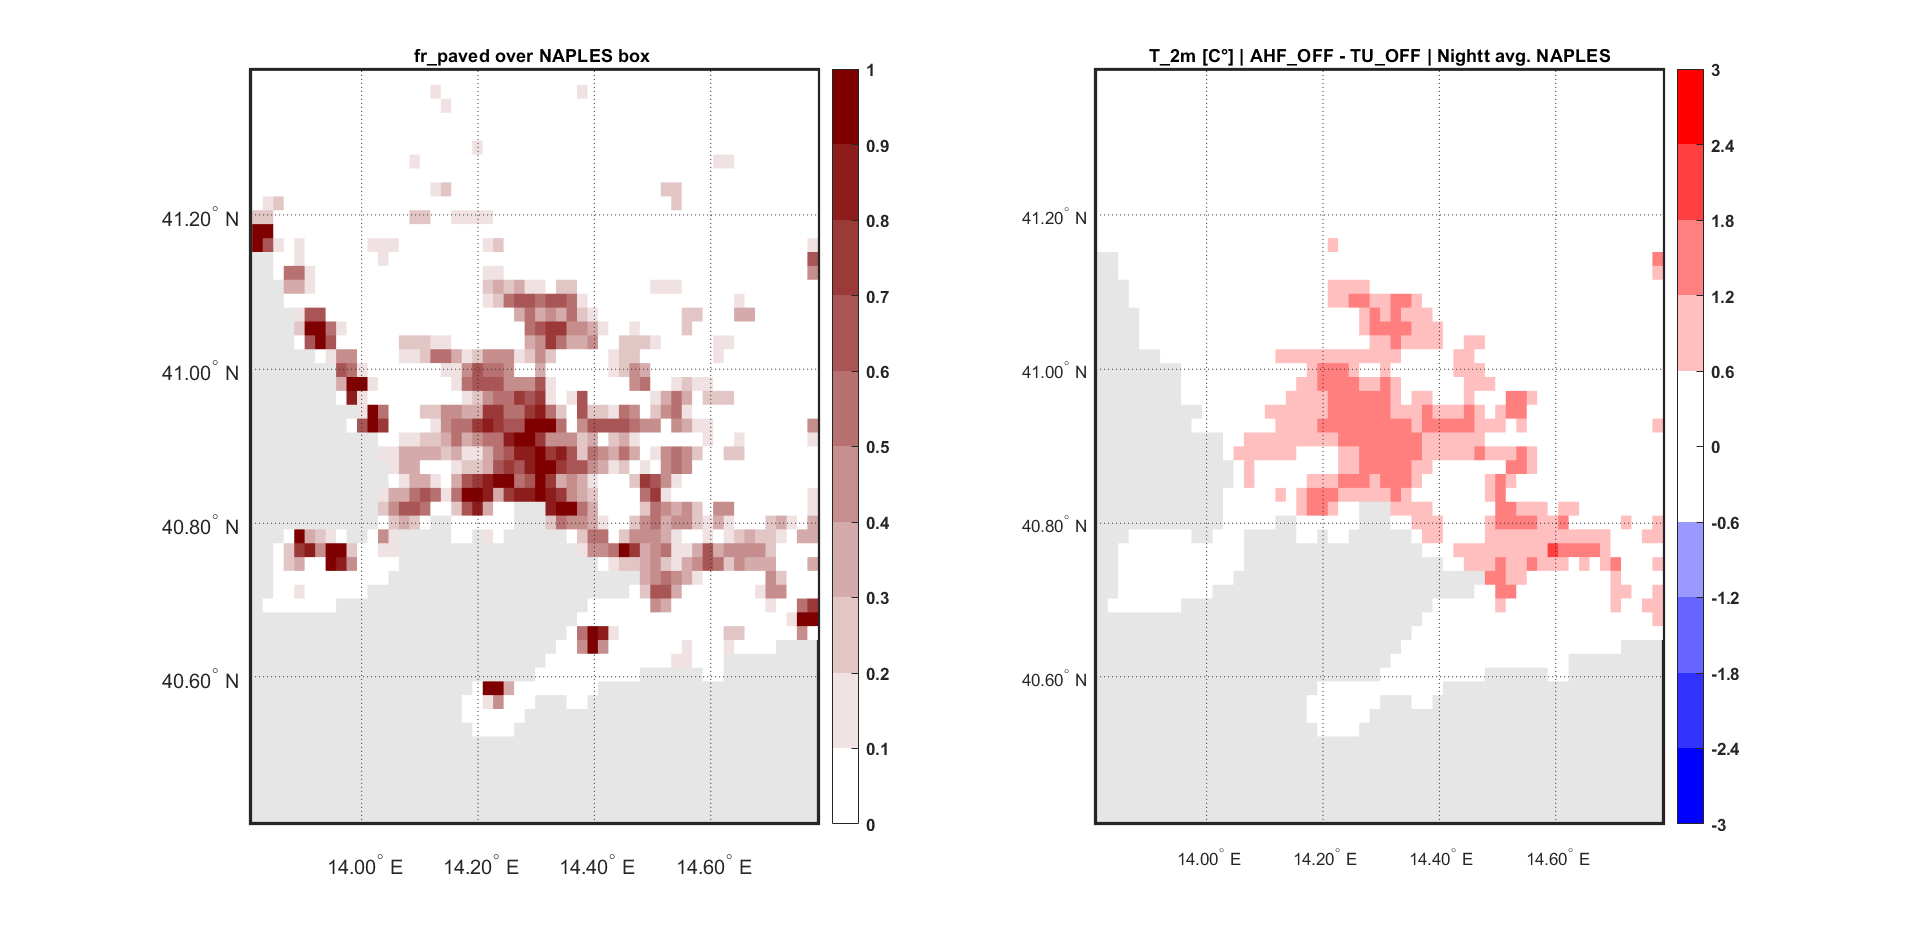 fr_paved over NAPLES box
1
0.9
0.8
0.7
0.6
0.5
0.4
0.3
0.2
0.1
0
41.20° N
41.00° N
40.80° N
40.60° N
14.00° E
14.20° E
14.40° E
14.60° E
T_2m [C°] | AHF_OFF - TU_OFF | Nightt avg. NAPLES
3
2.4
1.8
1.2
0.6
0
-0.6
-1.2
-1.8
-2.4
-3
41.20° N
41.00° N
40.80° N
40.60° N
14.00° E
14.20° E
14.40° E
14.60° E